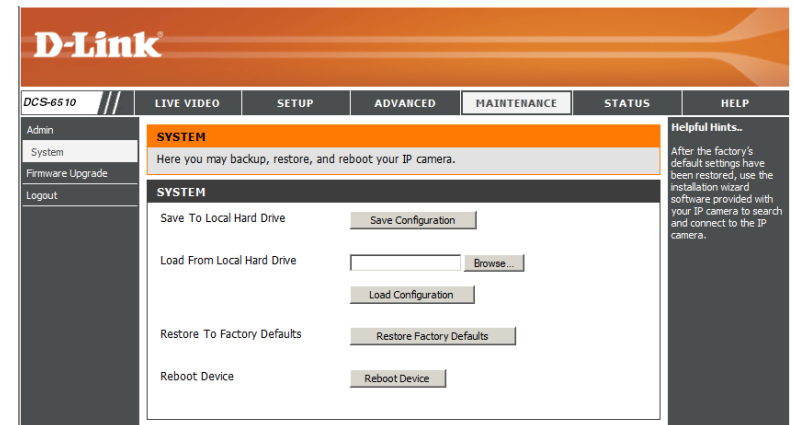 D-Link
DCS-6510
LIVE VIDEO
SETUP
ADVANCED
MAINTENANCE
STATUS
HELP
Admin
System
Firmware Upgrade
Logout
SYSTEM
Here you may backup, restore, and reboot your IP camera.
SYSTEM
Save To Local Hard Drive
Save Configuration
Load From Local Hard Drive
Browse...
Load Configuration
Restore To Factory Defaults
Restore Factory Defaults
Reboot Device
Reboot Device
Helpful Hints..
After the factory's
default settings have
been restored, use the
installation wizard
software provided with
your IP camera to search
and connect to the IP
camera.